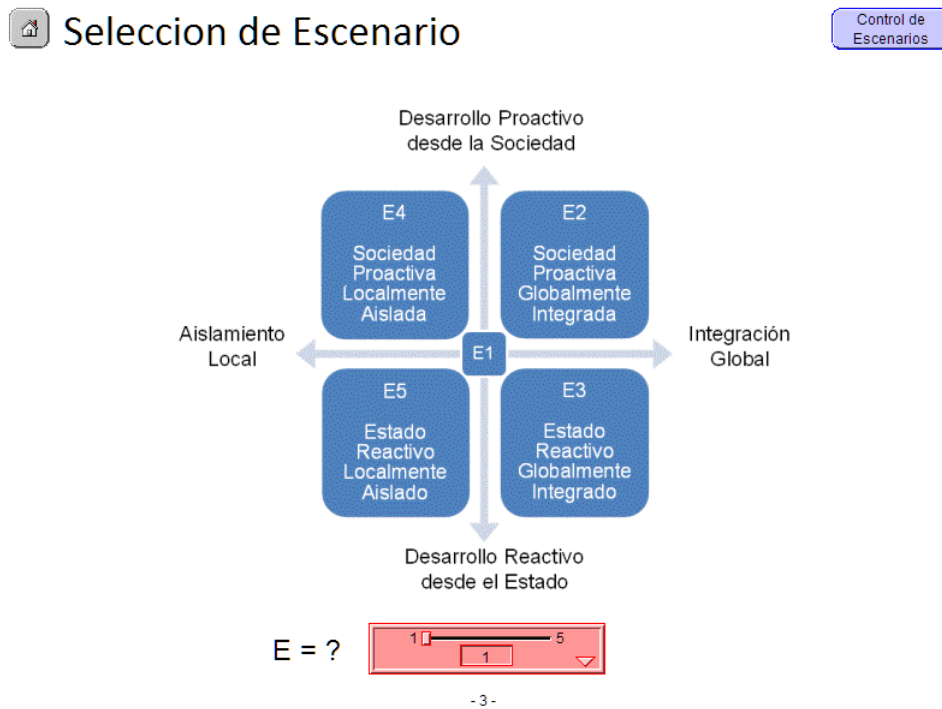 Seleccion de Escenario
Control de
Escenarios
Desarrollo Proactivo
desde la Sociedad
E4
Sociedad
Proactiva
Localmente
Aislada
E2
Sociedad
Proactiva
Globalmente
Integrada
Aislamiento
Local
E1
Integración
Global
E5
Estado
Reactivo
Localmente
Aislado
E3
Estado
Reactivo
Globalmente
Integrado
Desarrollo Reactivo
desde el Estado
E = ?
1 5
1
- 3 -